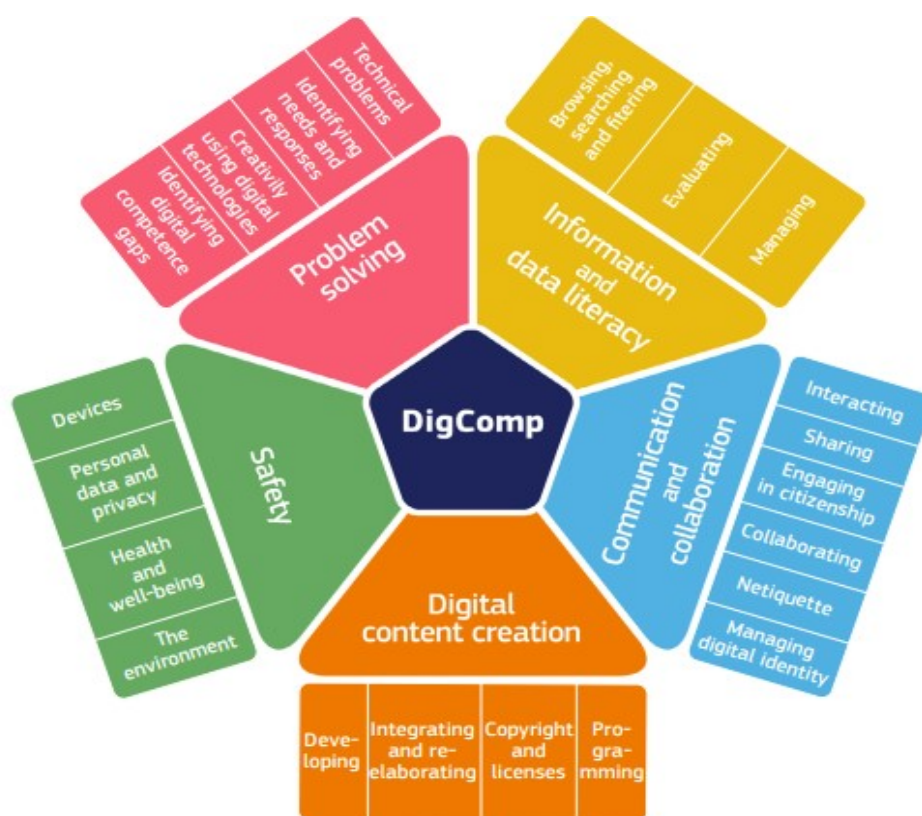 DigComp
Information
and
data literacy
Browsing,
searching
and fitering
Evaluating
Managing
Communication
and
collaboration
Interacting
Sharing
Engaging
in citizenship
Collaborating
Netiquette
Managing
digital identity
Digital
content creation
Deve-
loping
Integrating
and re-
elaborating
Copyright
and
licenses
Pro-
gra-
mming
Safety
Devices
Personal
data and
privacy
Health
and
well-being
The
environment
Problem
solving
Identifying
digital
competence
gaps
Creativily
using digital
technologies
Identifying
needs and
responses
Technical
problems